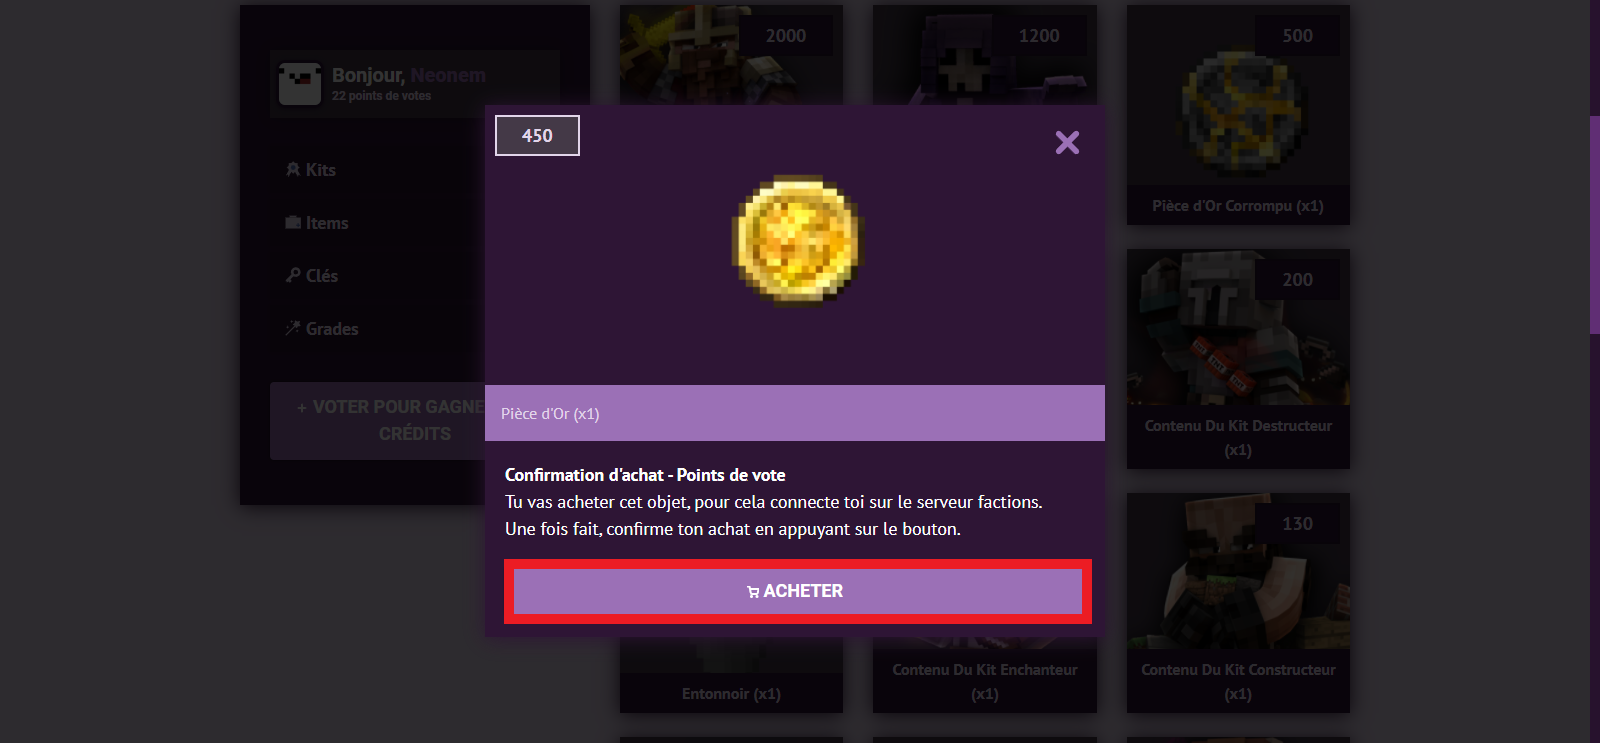 2000
1200
500
Bonjour, Neonem
22 points de votes
450
Kits
Pièce d'Or Corrompu (x1)
Items
Clés
200
Grades
+ VOTER POUR GAGNE
CRÉDITS
Pièce d'Or (x1)
Contenu Du Kit Destructeur
(x1)
Confirmation d'achat - Points de vote
Tu vas acheter cet objet, pour cela connecte toi sur le serveur factions.
Une fois fait, confirme ton achat en appuyant sur le bouton.
130
ACHETER
Entonnoir (x1)
Contenu Du Kit Enchanteur
(x1)
Contenu Du Kit Constructeur
(x1)